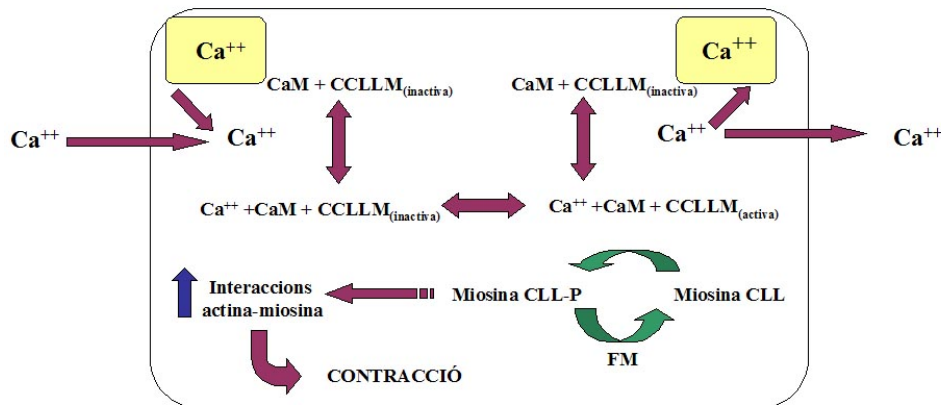 Ca++
Ca++
CaM + CCLLM(inactiva)
CaM + CCLLM(inactiva)
Ca++
Ca++
Ca++
Ca++
Ca++ +CaM + CCLLM(inactiva)
Ca++ +CaM + CCLLM(activa)
Interaccions
actina-miosina
Miosina CLL-P
Miosina CLL
FM
CONTRACCIÓ